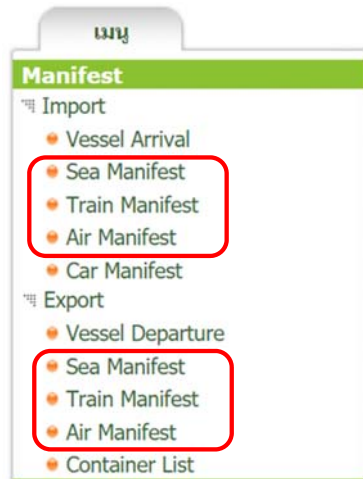 เมนู
Manifest
Import
Vessel Arrival
Sea Manifest
Train Manifest
Air Manifest
Car Manifest
Export
Vessel Departure
Sea Manifest
Train Manifest
Air Manifest
Container List